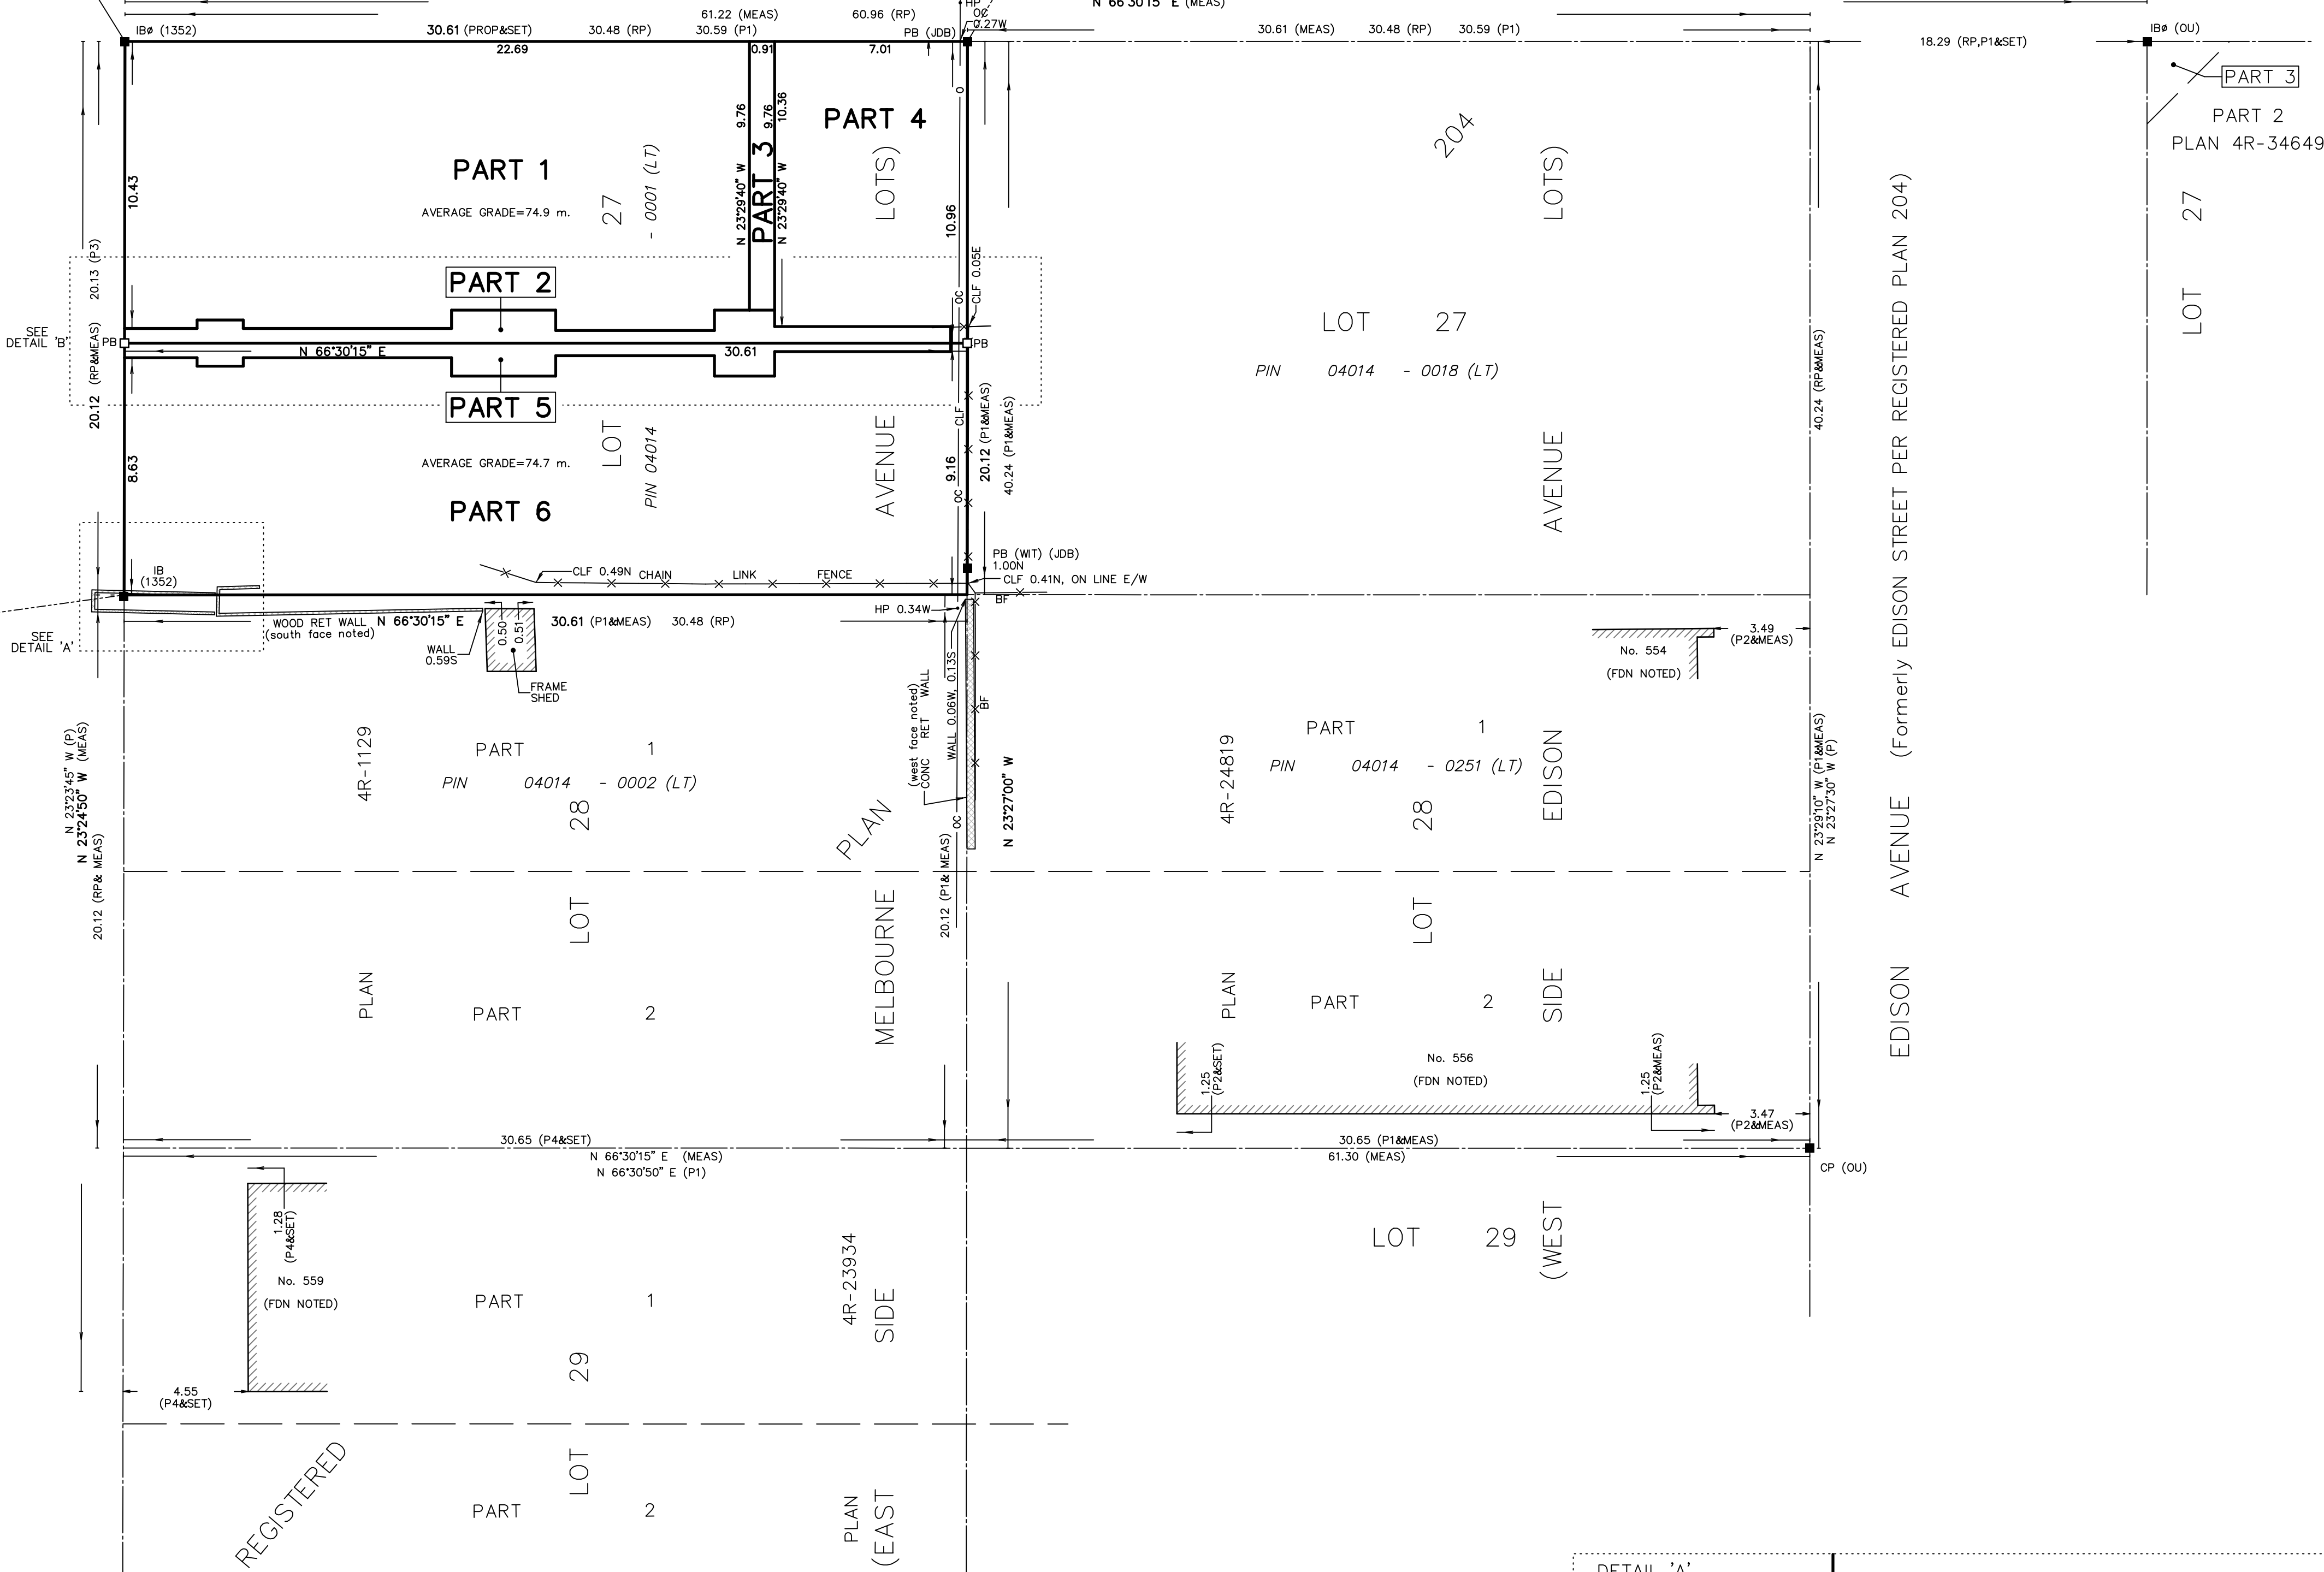 61.22 (MEAS) 60.96 (RP)
HP
OC
0.27W
N 66°30'15" E (MEAS)
IBø (1352)
30.61 (PROP&SET) 30.48 (RP) 30.59 (P1)
PB (JDB)
30.61 (MEAS) 30.48 (RP) 30.59 (P1)
18.29 (RP,P1&SET)
IBø (OU)
22.69
0.91
7.01
PART 3
PART 2
PLAN 4R-34649
LOT 27
10.43
PART 1
AVERAGE GRADE=74.9 m.
27
- 0001 (LT)
N 23°29'40" W 9.76
PART 3
9.76
N 23°29'40" W 10.36
PART 4
LOTS)
10.96
O
OC
CLF 0.05E
204
LOTS)
LOT 27
PIN 04014 - 0018 (LT)
40.24 (RP&MEAS)
EDISON AVENUE (Formerly EDISON STREET PER REGISTERED PLAN 204)
20.13 (P3)
20.12 (RP&MEAS)
SEE
DETAIL 'B'
PB
PART 2
N 66°30'15" E 30.61
PB
PART 5
LOT
PIN 04014
AVERAGE GRADE=74.7 m.
8.63
PART 6
AVENUE
CLF
9.16
OC
20.12 (P1&MEAS)
40.24 (P1&MEAS)
AVENUE
IB
(1352)
CLF 0.49N
CHAIN LINK FENCE
PB (WIT) (JDB)
1.00N
CLF 0.41N, ON LINE E/W
BF
HP 0.34W
SEE
DETAIL 'A'
WOOD RET WALL
(south face noted)
N 66°30'15" E
30.61 (P1&MEAS) 30.48 (RP)
WALL
0.59S
0.50
0.51
FRAME
SHED
(west face noted)
CONC RET WALL
WALL 0.06W, 0.13S
BF
N 23°27'00" W
OC
20.12 (P1& MEAS)
No. 554
(FDN NOTED)
3.49
(P2&MEAS)
N 23°23'45" W (P)
N 23°24'50" W (MEAS)
20.12 (RP& MEAS)
4R-1129
PLAN
PART 1
PIN 04014 - 0002 (LT)
28
LOT
PART 2
PLAN
MELBOURNE
4R-24819
PLAN
PART 1
PIN 04014 - 0251 (LT)
28
LOT
EDISON
N 23°29'10" W (P1&MEAS)
N 23°27'30" W (P)
PART 2
SIDE
No. 556
(FDN NOTED)
1.25
(P2&SET)
1.25
(P2&MEAS)
3.47
(P2&MEAS)
30.65 (P4&SET)
30.65 (P1&MEAS)
N 66°30'15" E (MEAS)
61.30 (MEAS)
N 66°30'50" E (P1)
CP (OU)
1.28
(P4&SET)
No. 559
(FDN NOTED)
4.55
(P4&SET)
PART 1
29
LOT
4R-23934
PLAN
SIDE
(EAST
LOT 29
(WEST
PART 2
REGISTERED
DETAIL 'A'